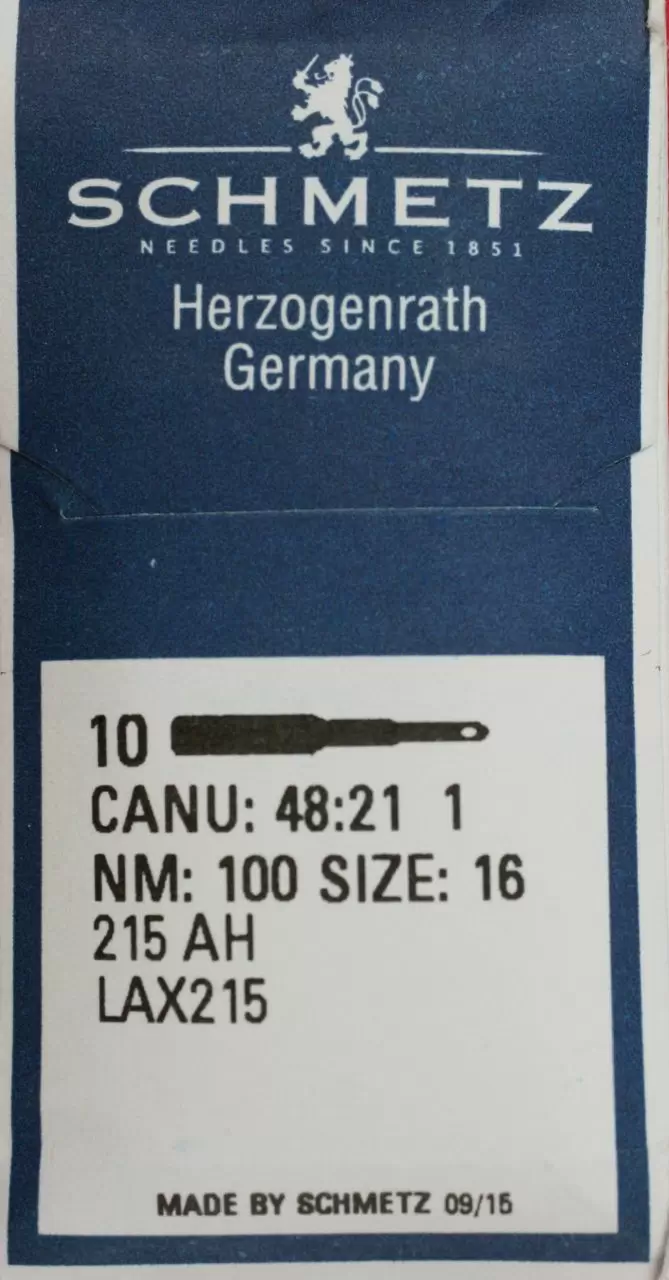 SCHMETZ
NEEDLES SINCE 1851
Herzogenrath
Germany
10
CANU: 48:21 1
NM: 100 SIZE: 16
215 AH
LAX215
MADE BY SCHMETZ 09/15